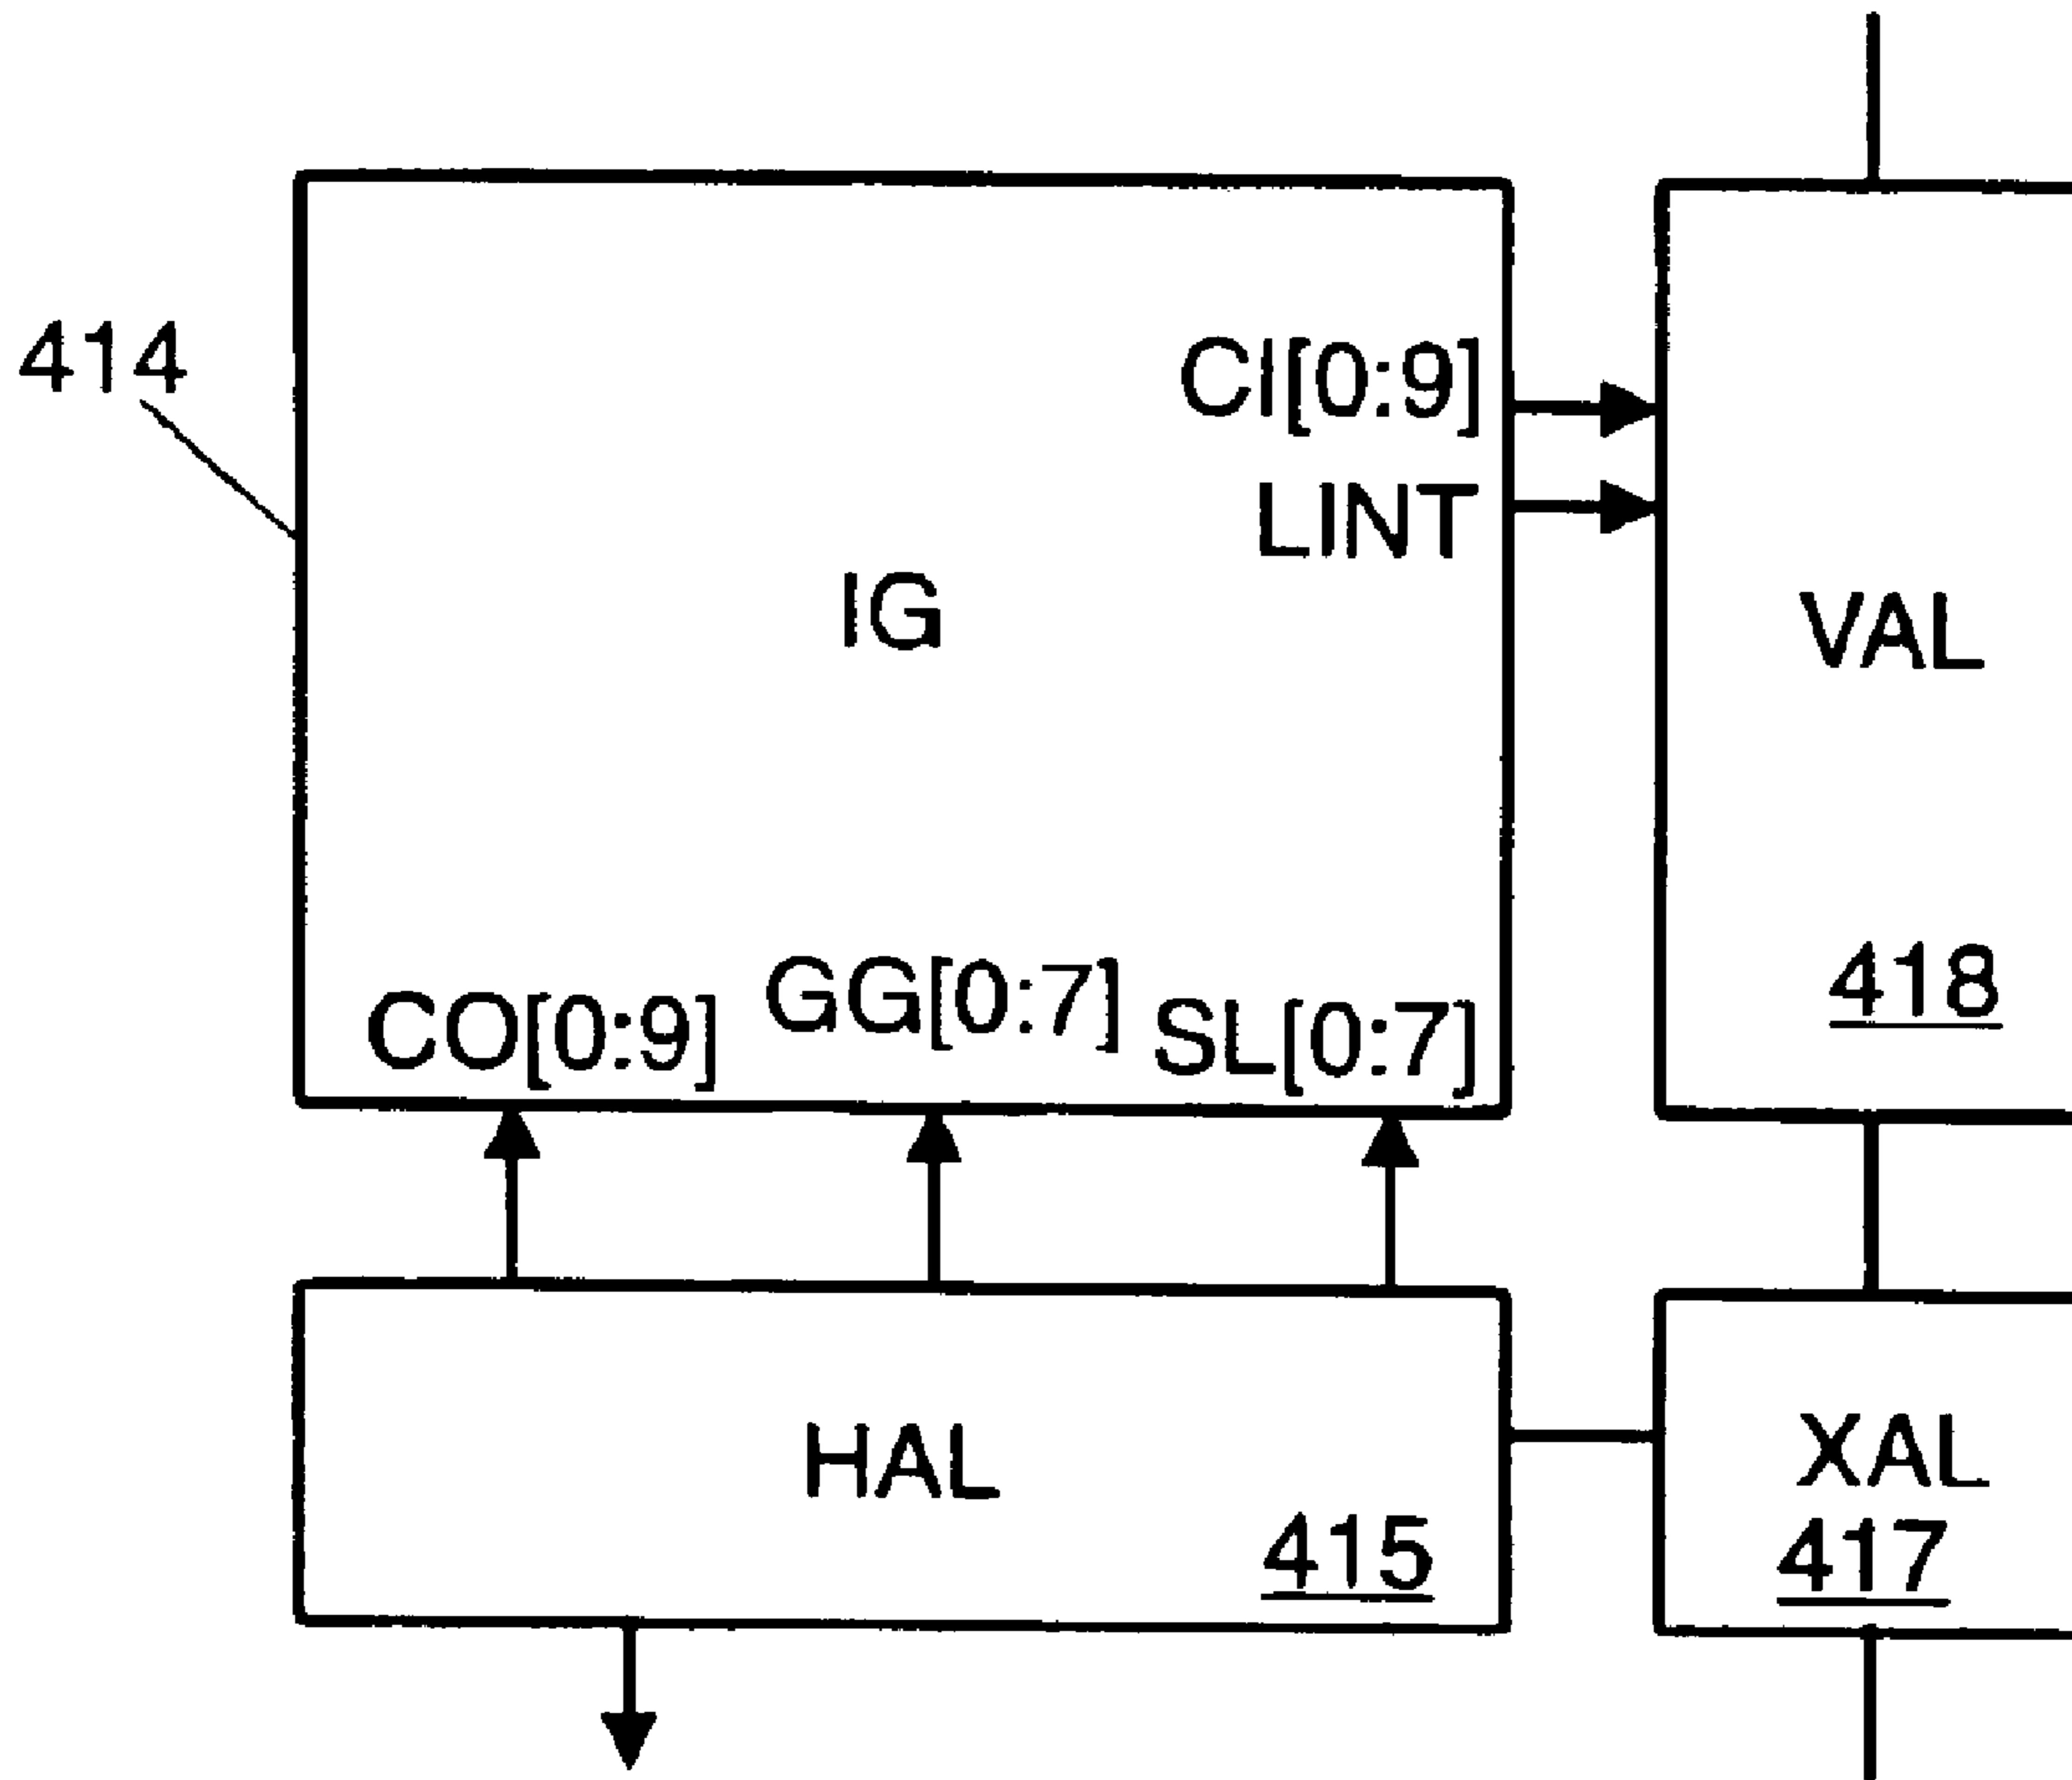 414
CI[0:9]
LINT
IG
VAL
418
CO[0:9] GG[0:7] SL[0:7]
HAL
415
XAL
417